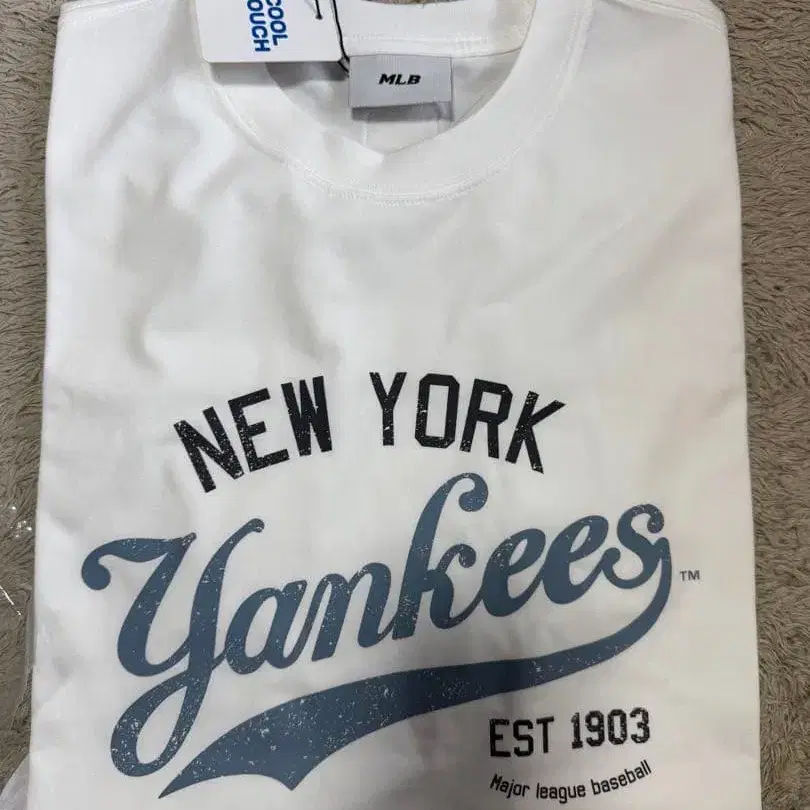 COOL
TOUCH
MLB
NEW YORK
Yankees
TM
EST 1903
Major league baseball